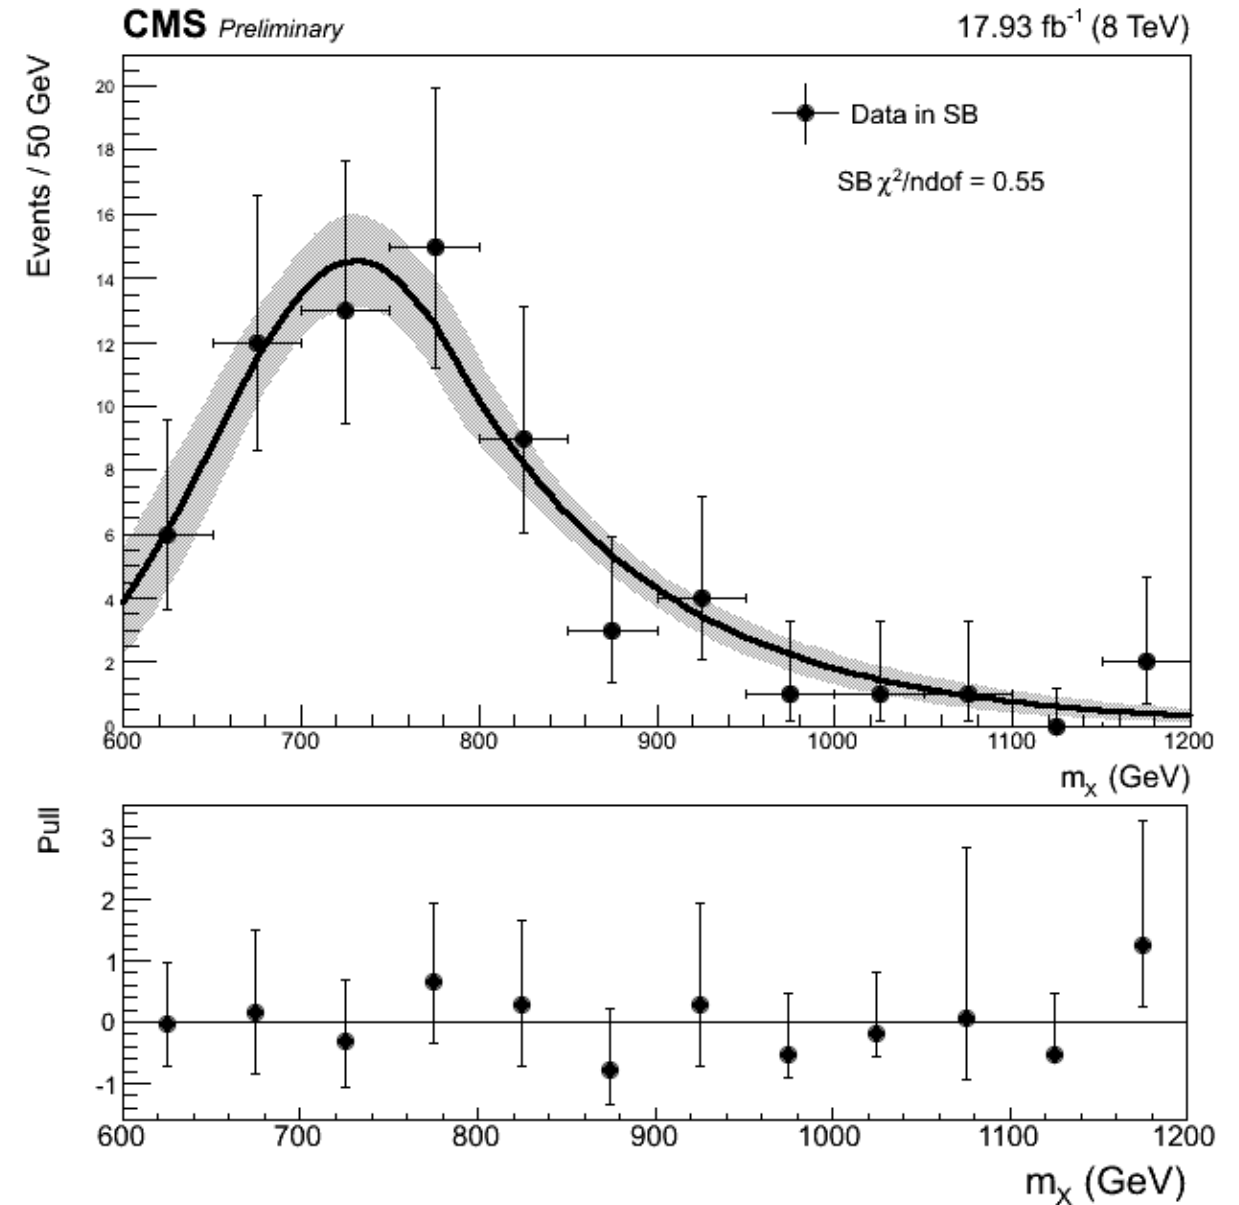 CMS Preliminary 17.93 fb⁻¹ (8 TeV)
Events / 50 GeV
20
18
16
14
12
10
8
6
4
2
0
Data in SB
SB χ²/ndof = 0.55
600 700 800 900 1000 1100 1200
m_X (GeV)
Pull
3
2
1
0
-1
600 700 800 900 1000 1100 1200
m_X (GeV)